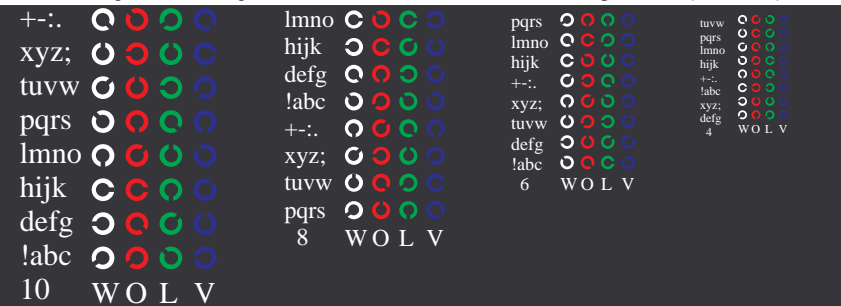 +-:.
xyz;
tuvw
pqrs
lmno
hijk
defg
!abc
10 W O L V
lmno
hijk
defg
!abc
+-:.
xyz;
tuvw
pqrs
8 W O L V
pqrs
lmno
hijk
+-:.
xyz;
tuvw
defg
!abc
6 W O L V
tuvw
pqrs
lmno
hijk
+-:.
!abc
xyz;
defg
4 W O L V